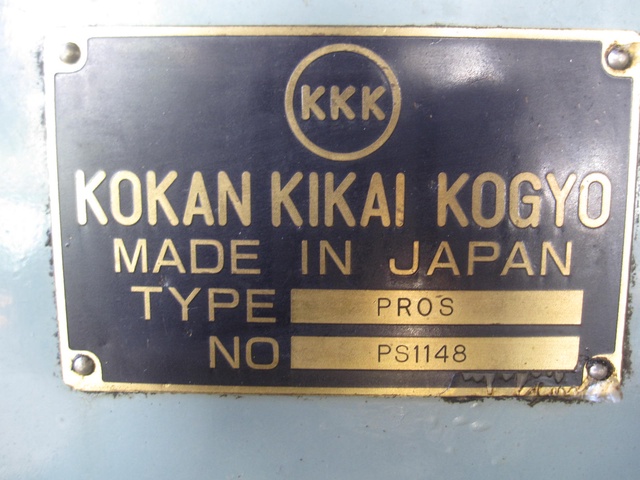 KKK
KOKAN KIKAI KOGYO
MADE IN JAPAN
TYPE PROS
NO PS1148